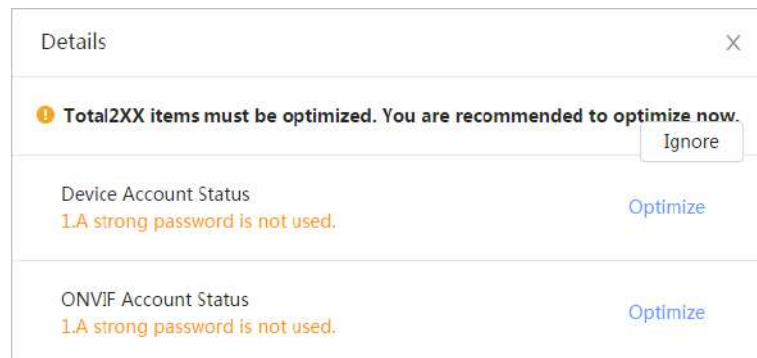 Details
Total2XX items must be optimized. You are recommended to optimize now.
Ignore
Device Account Status
Optimize
1.A strong password is not used.
ONVIF Account Status
Optimize
1.A strong password is not used.